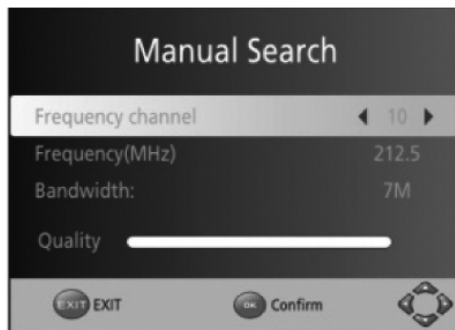 Manual Search
Frequency channel 10
Frequency(MHz) 212.5
Bandwidth: 7M
Quality
EXIT EXIT OK Confirm